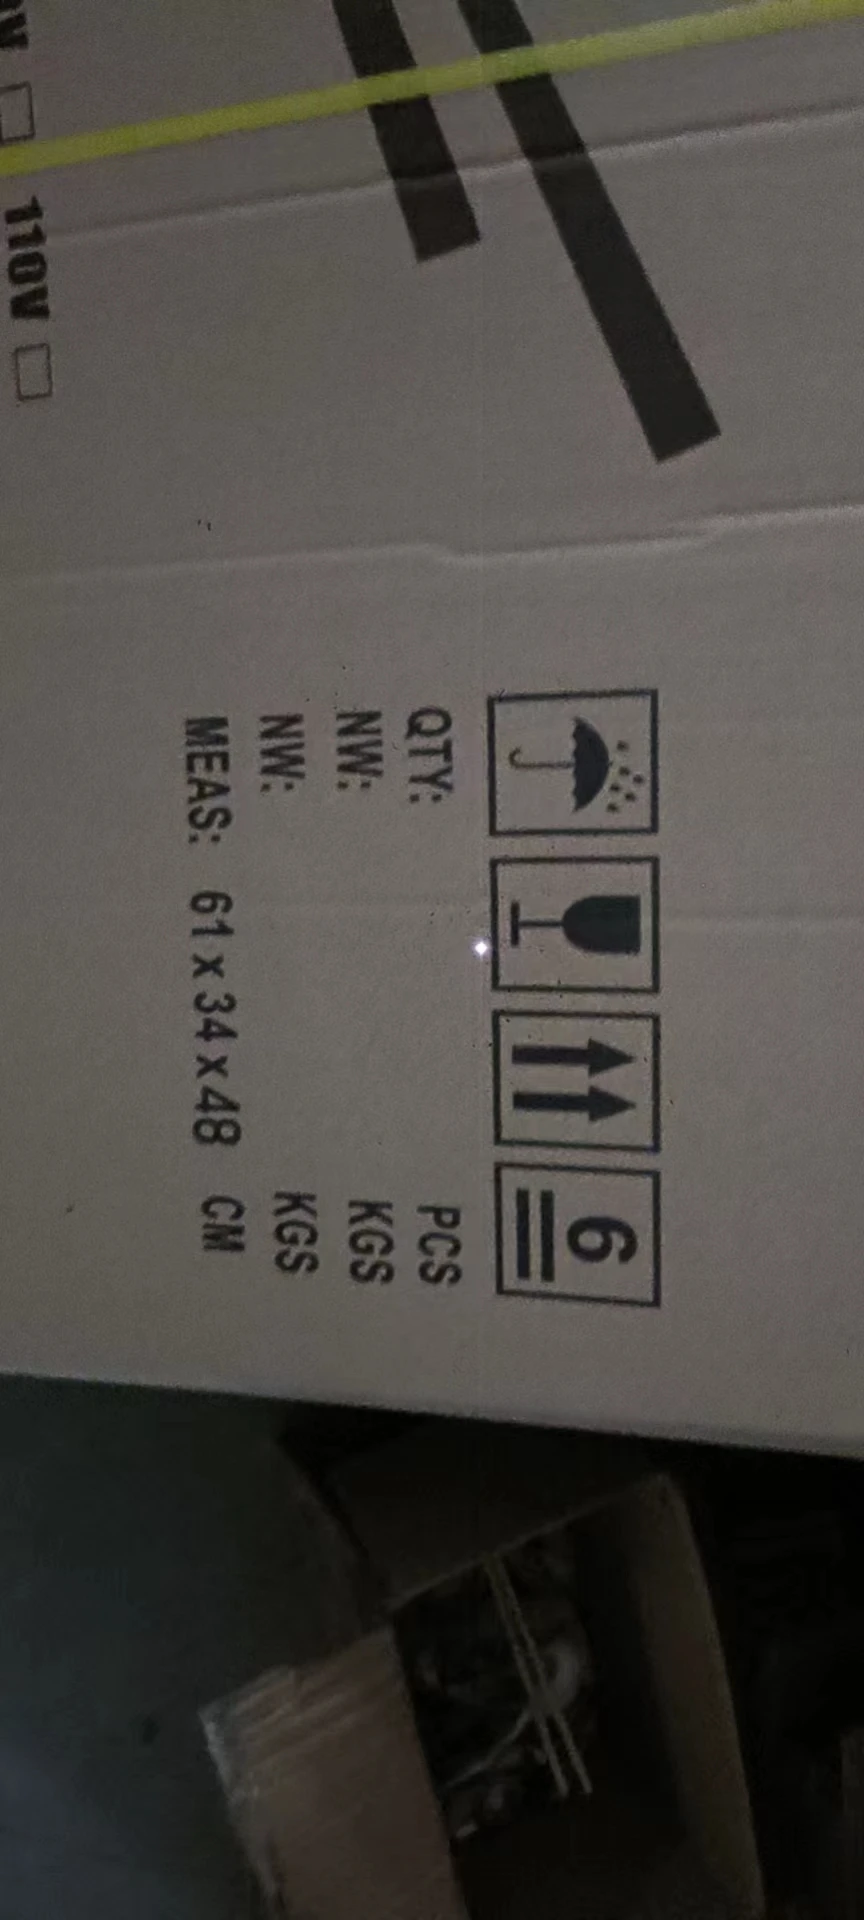 6
QTY: PCS
NW: KGS
NW: KGS
MEAS: 61 x 34 x 48 CM
110V